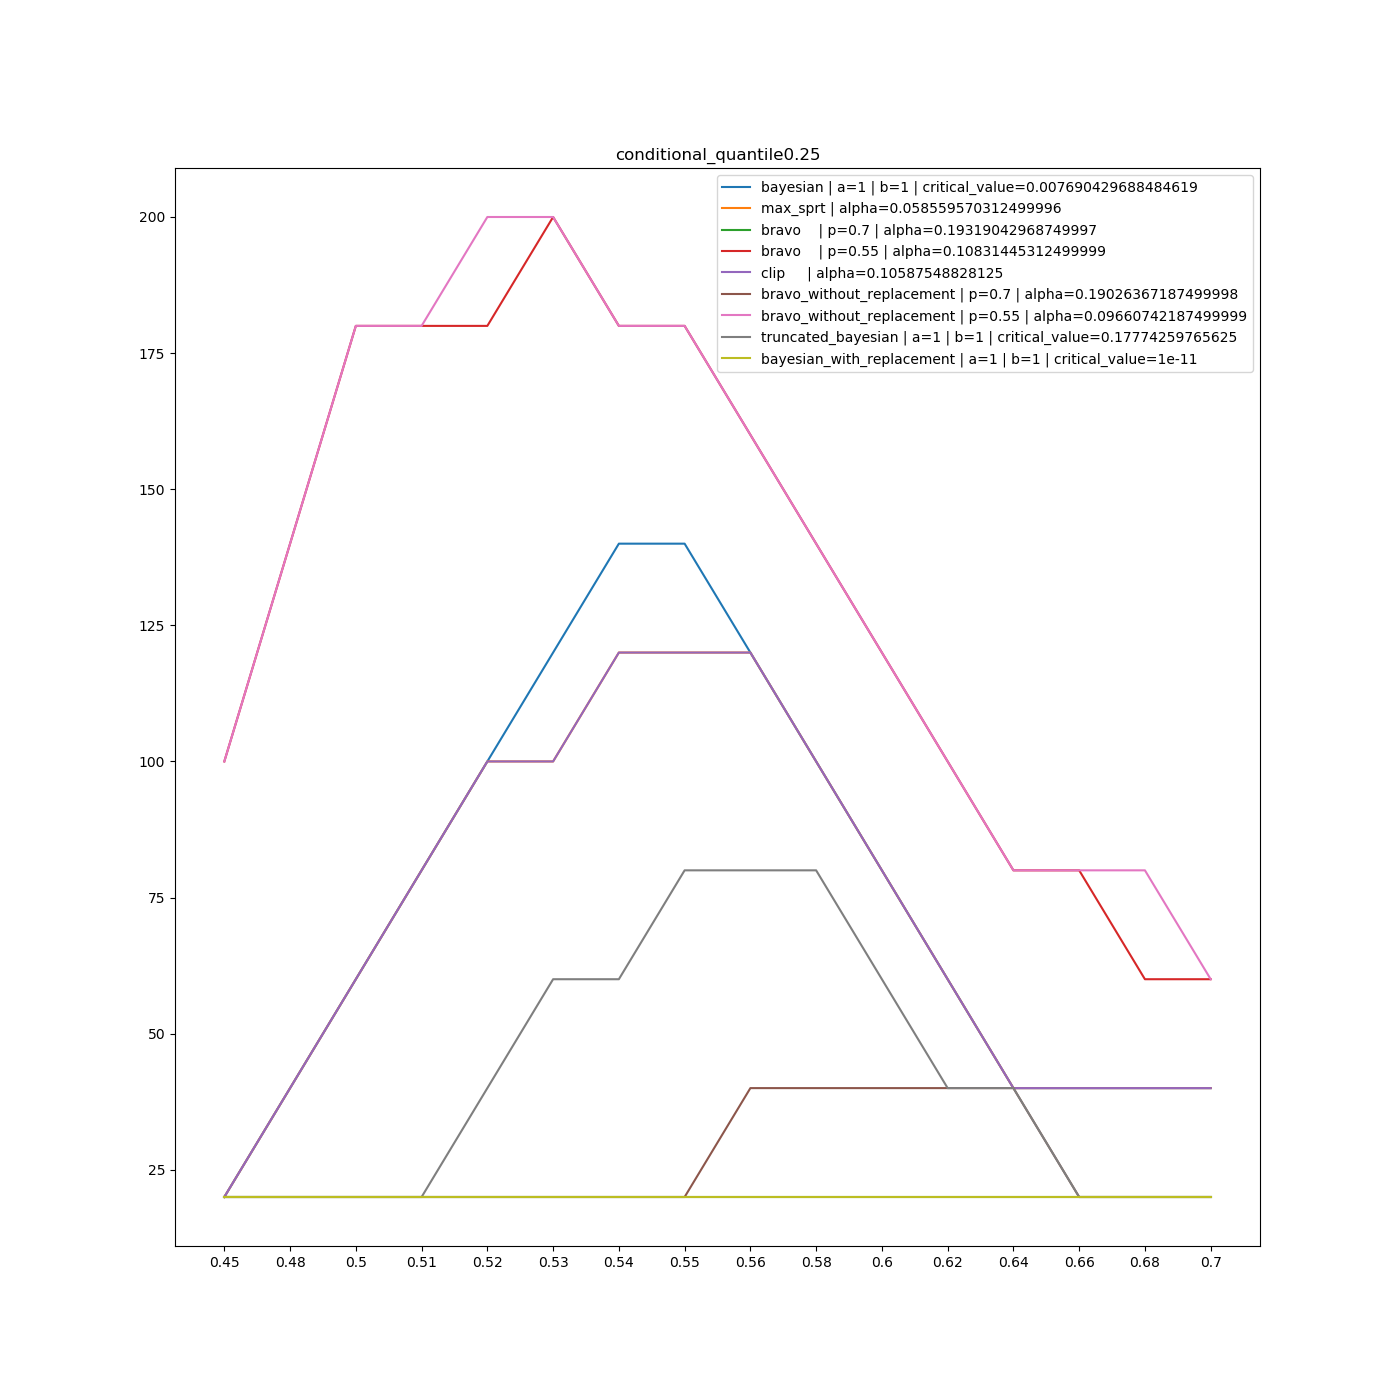 conditional_quantile0.25
bayesian | a=1 | b=1 | critical_value=0.007690429688484619
max_sprt | alpha=0.058559570312499996
bravo    | p=0.7 | alpha=0.19319042968749997
bravo    | p=0.55 | alpha=0.10831445312499999
clip     | alpha=0.10587548828125
bravo_without_replacement | p=0.7 | alpha=0.19026367187499998
bravo_without_replacement | p=0.55 | alpha=0.09660742187499999
truncated_bayesian | a=1 | b=1 | critical_value=0.17774259765625
bayesian_with_replacement | a=1 | b=1 | critical_value=1e-11
200
175
150
125
100
75
50
25
0.45 0.48 0.5 0.51 0.52 0.53 0.54 0.55 0.56 0.58 0.6 0.62 0.64 0.66 0.68 0.7